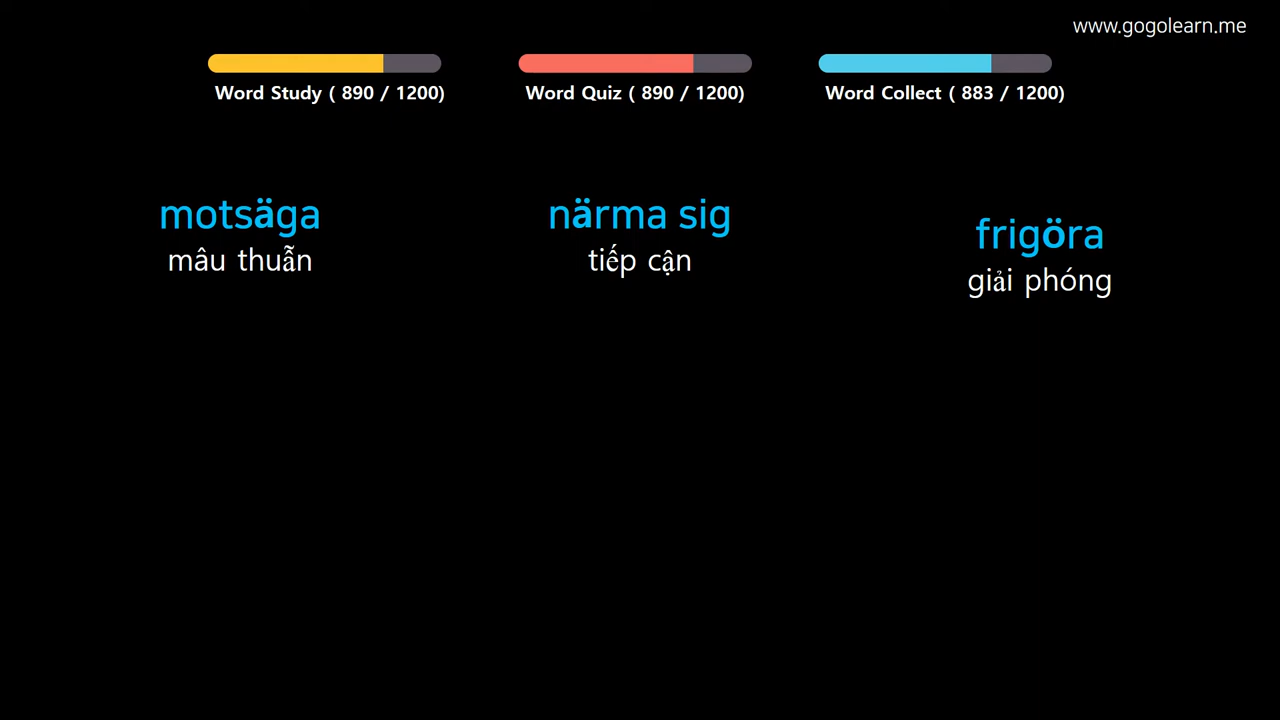 www.gogolearn.me
Word Study ( 890 / 1200)
Word Quiz ( 890 / 1200)
Word Collect ( 883 / 1200)
motsäga
mâu thuẫn
närma sig
tiếp cận
frigöra
giải phóng